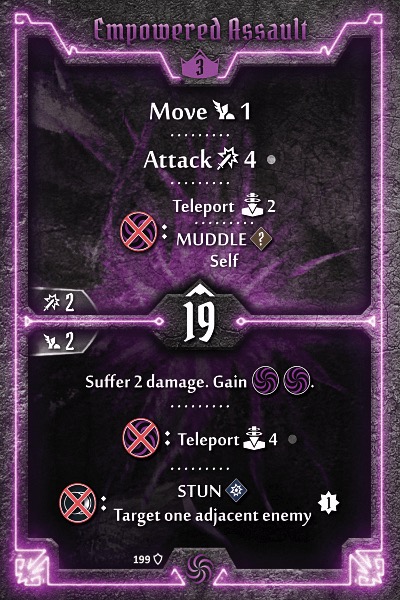 Empowered Assault
3
Move 1
Attack 4
Teleport 2
: MUDDLE ?
Self
2
19
2
Suffer 2 damage. Gain .
: Teleport 4
: STUN
Target one adjacent enemy 1
199